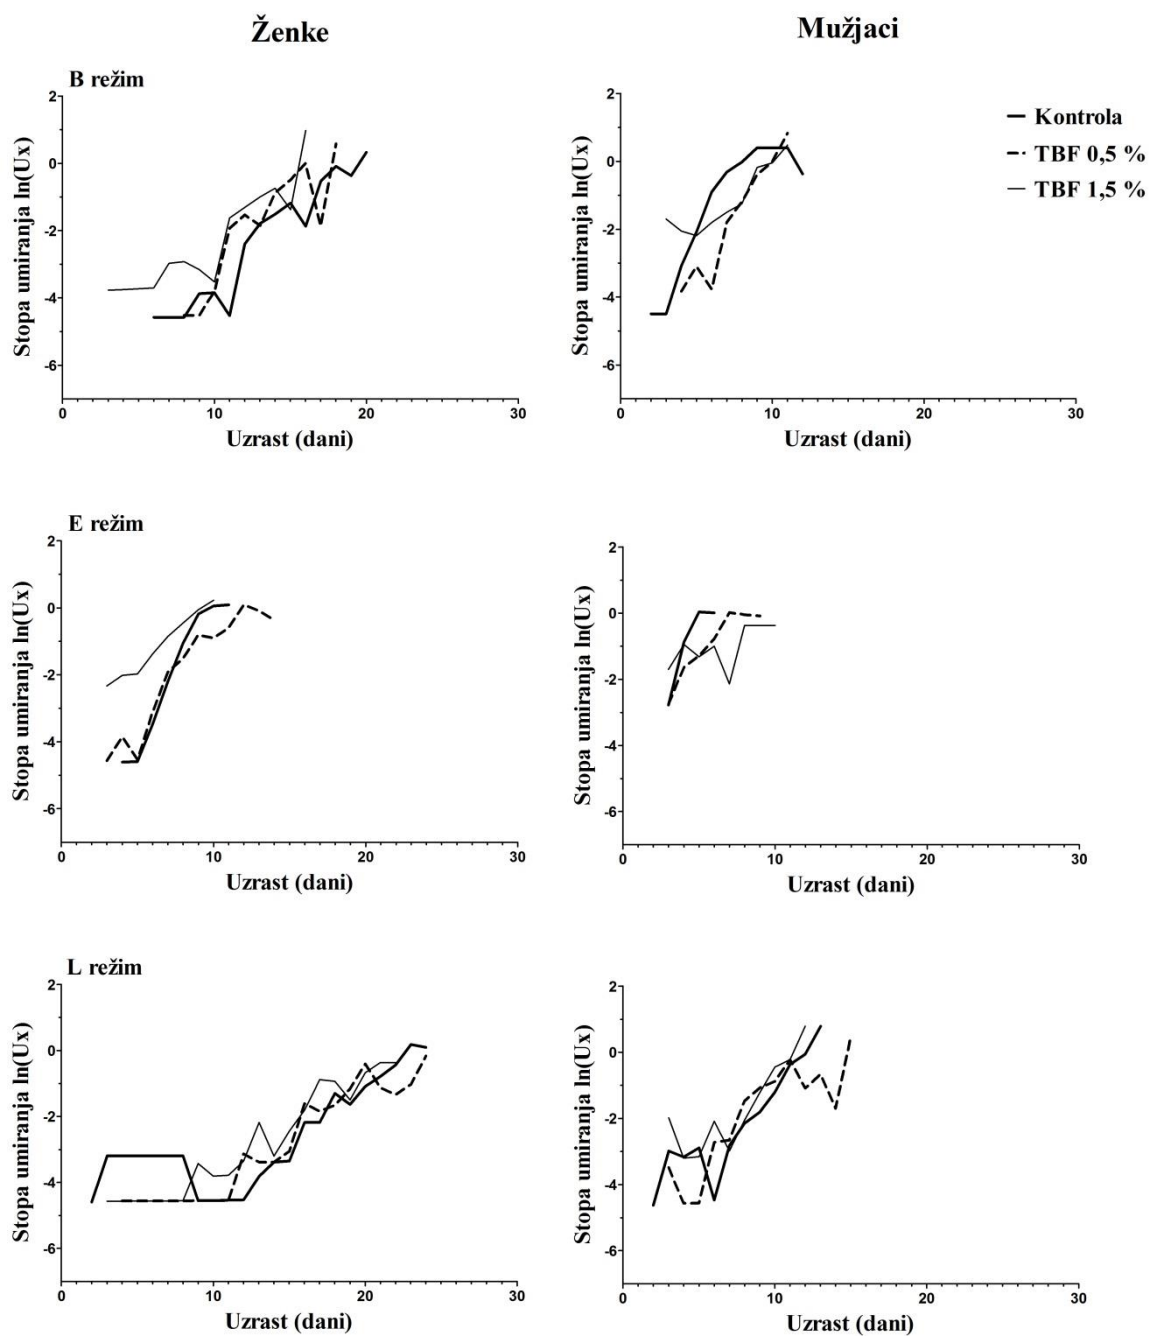 Ženke
Mužjaci
B režim
Stopa umiranja ln(Ux)
2
0
-2
-4
-6
0
10
20
30
Uzrast (dani)
Stopa umiranja ln(Ux)
2
0
-2
-4
-6
0
10
20
30
Uzrast (dani)
Kontrola
TBF 0,5 %
TBF 1,5 %
E režim
Stopa umiranja ln(Ux)
2
0
-2
-4
-6
0
10
20
30
Uzrast (dani)
Stopa umiranja ln(Ux)
2
0
-2
-4
-6
0
10
20
30
Uzrast (dani)
L režim
Stopa umiranja ln(Ux)
2
0
-2
-4
-6
0
10
20
30
Uzrast (dani)
Stopa umiranja ln(Ux)
2
0
-2
-4
-6
0
10
20
30
Uzrast (dani)